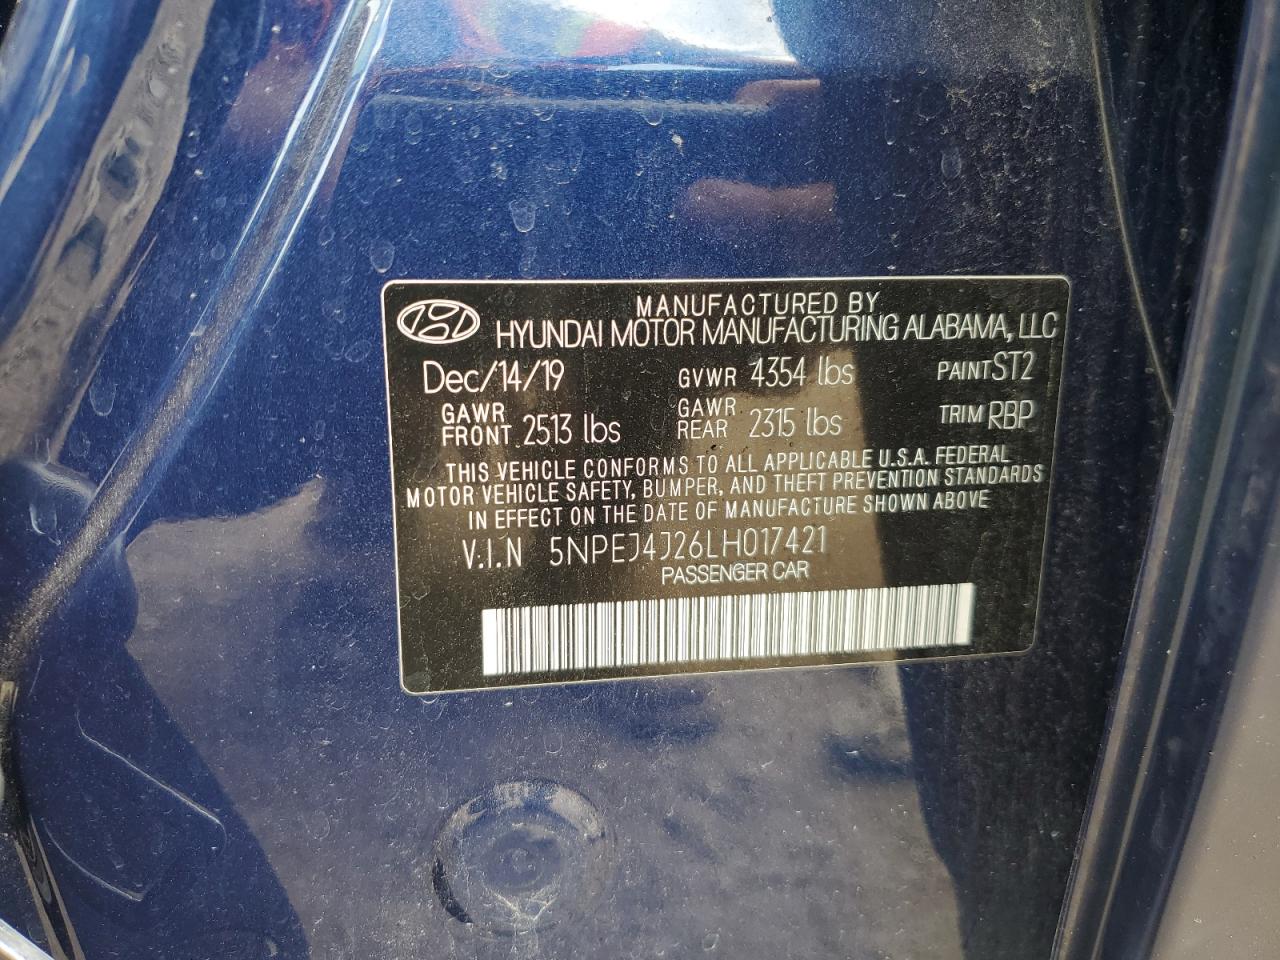 MANUFACTURED BY
HYUNDAI MOTOR MANUFACTURING ALABAMA, LLC
Dec/14/19 GVWR 4354 lbs PAINT ST2
GAWR FRONT 2513 lbs GAWR REAR 2315 lbs TRIM RBP
THIS VEHICLE CONFORMS TO ALL APPLICABLE U.S.A. FEDERAL
MOTOR VEHICLE SAFETY, BUMPER, AND THEFT PREVENTION STANDARDS
IN EFFECT ON THE DATE OF MANUFACTURE SHOWN ABOVE
V.I.N 5NPEJ4J26LH017421
PASSENGER CAR